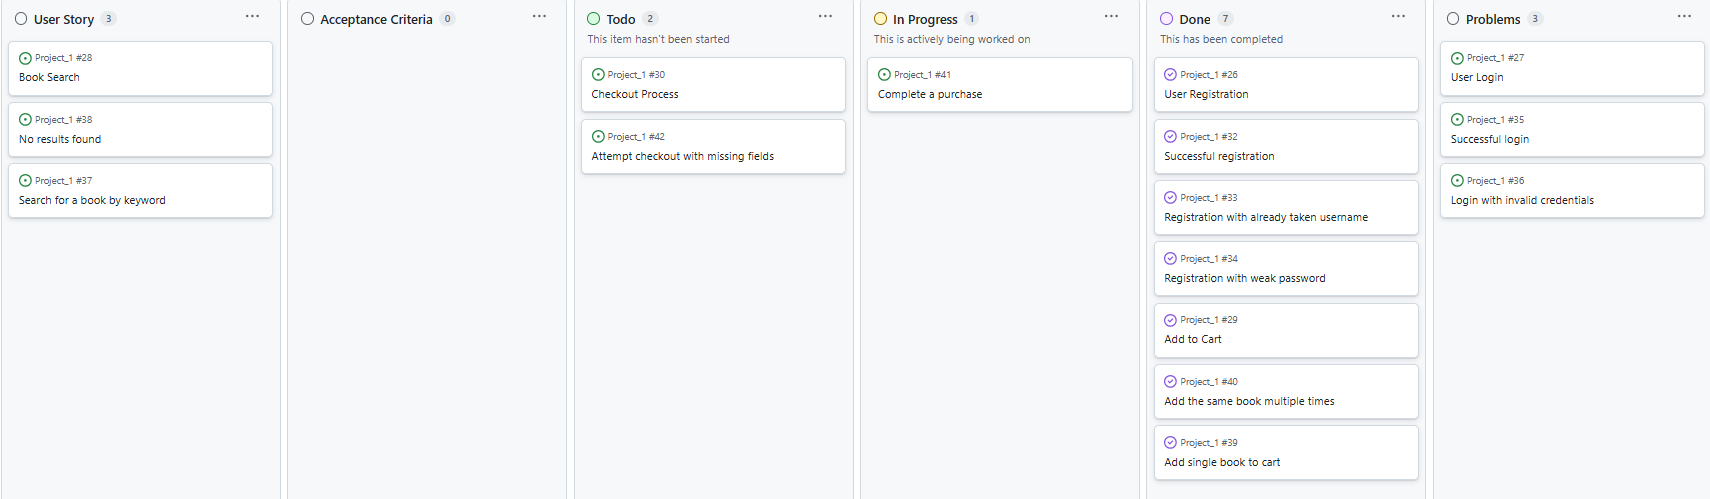 User Story 3
Project_1 #28
Book Search
Project_1 #38
No results found
Project_1 #37
Search for a book by keyword
Acceptance Criteria 0
Todo 2
This item hasn't been started
Project_1 #30
Checkout Process
Project_1 #42
Attempt checkout with missing fields
In Progress 1
This is actively being worked on
Project_1 #41
Complete a purchase
Done 7
This has been completed
Project_1 #26
User Registration
Project_1 #32
Successful registration
Project_1 #33
Registration with already taken username
Project_1 #34
Registration with weak password
Project_1 #29
Add to Cart
Project_1 #40
Add the same book multiple times
Project_1 #39
Add single book to cart
Problems 3
Project_1 #27
User Login
Project_1 #35
Successful login
Project_1 #36
Login with invalid credentials